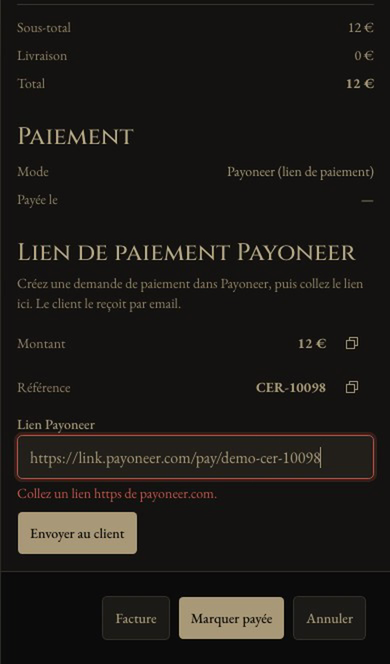 Sous-total 12 €
Livraison 0 €
Total 12 €
Paiement
Mode Payoneer (lien de paiement)
Payée le —
Lien de paiement Payoneer
Créez une demande de paiement dans Payoneer, puis collez le lien
ici. Le client le reçoit par email.
Montant 12 €
Référence CER-10098
Lien Payoneer
https://link.payoneer.com/pay/demo-cer-10098
Collez un lien https de payoneer.com.
Envoyer au client
Facture Marquer payée Annuler